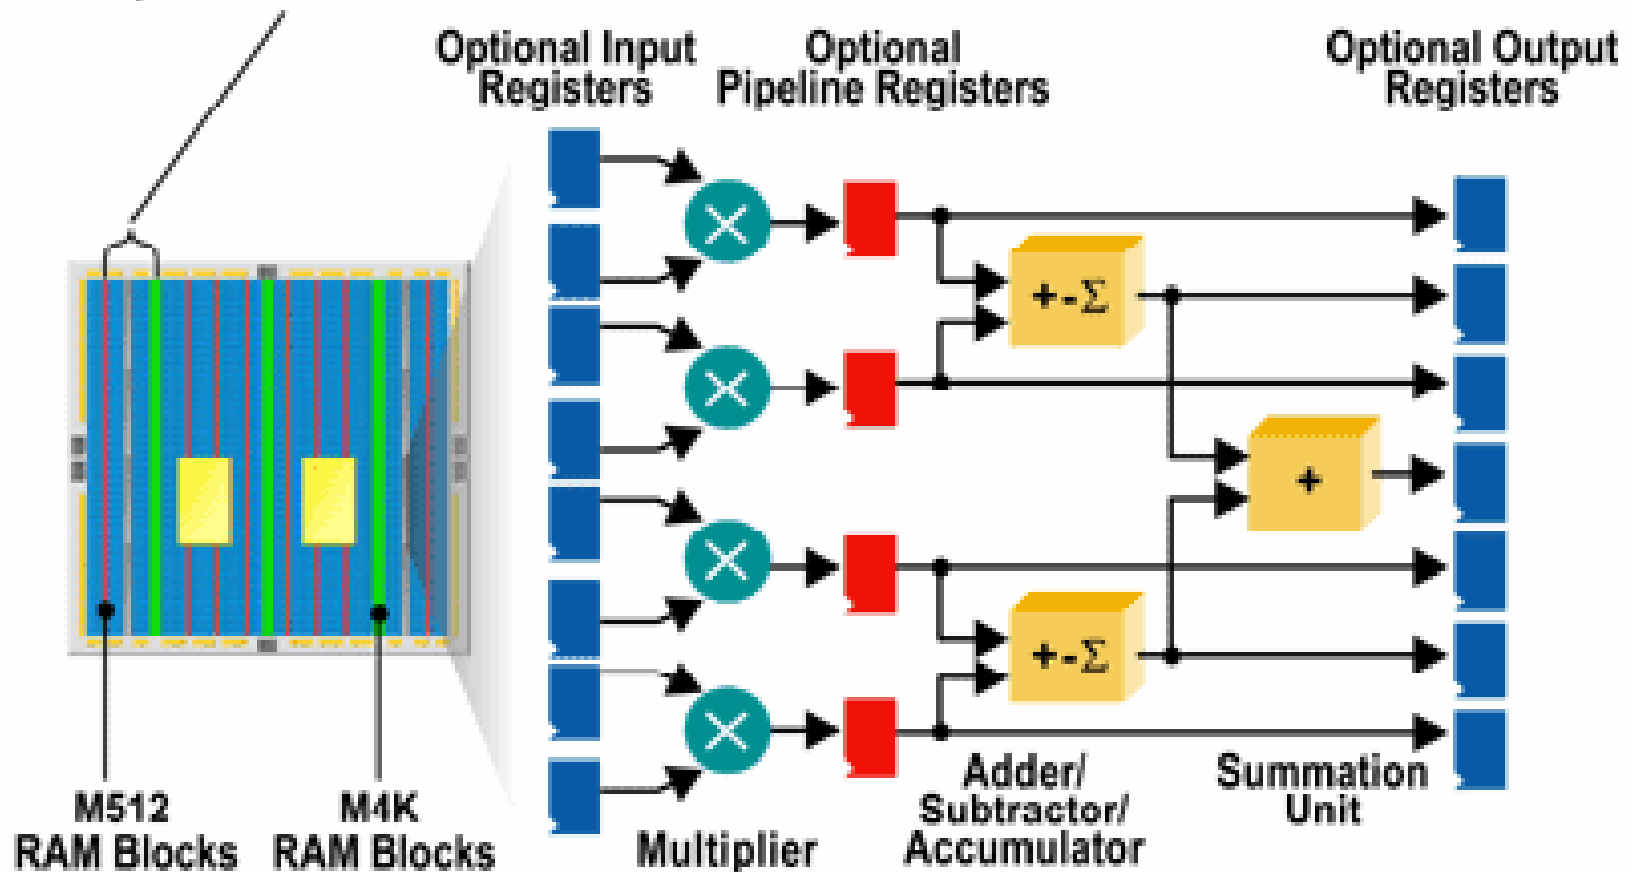 Optional Input
Registers
Optional
Pipeline Registers
Optional Output
Registers
+-Σ
+
+-Σ
M512
RAM Blocks
M4K
RAM Blocks
Multiplier
Adder/
Subtractor/
Accumulator
Summation
Unit